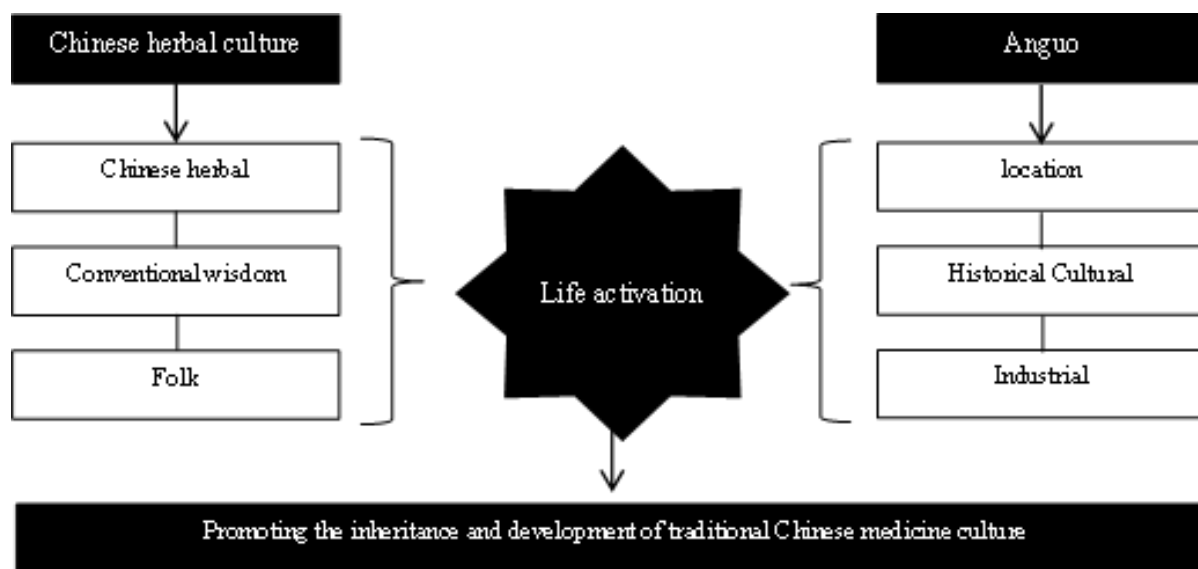 Chinese herbal culture
Chinese herbal
Conventional wisdom
Folk
Life activation
Anguo
location
Historical Cultural
Industrial
Promoting the inheritance and development of traditional Chinese medicine culture